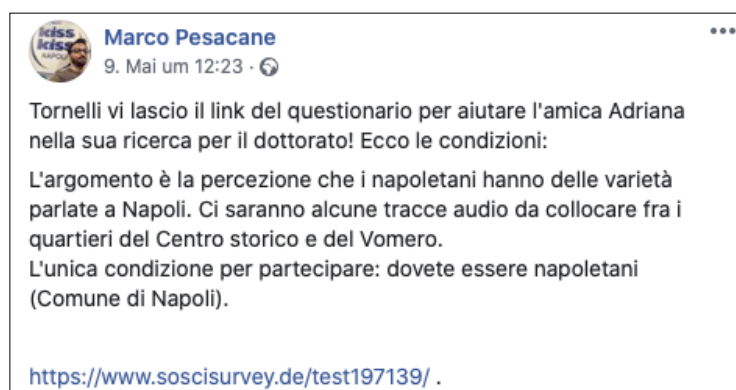 kiss
kiss
NAPOLI
Marco Pesacane
9. Mai um 12:23 ·
Tornelli vi lascio il link del questionario per aiutare l'amica Adriana
nella sua ricerca per il dottorato! Ecco le condizioni:
L'argomento è la percezione che i napoletani hanno delle varietà
parlate a Napoli. Ci saranno alcune tracce audio da collocare fra i
quartieri del Centro storico e del Vomero.
L'unica condizione per partecipare: dovete essere napoletani
(Comune di Napoli).
https://www.soscisurvey.de/test197139/ .